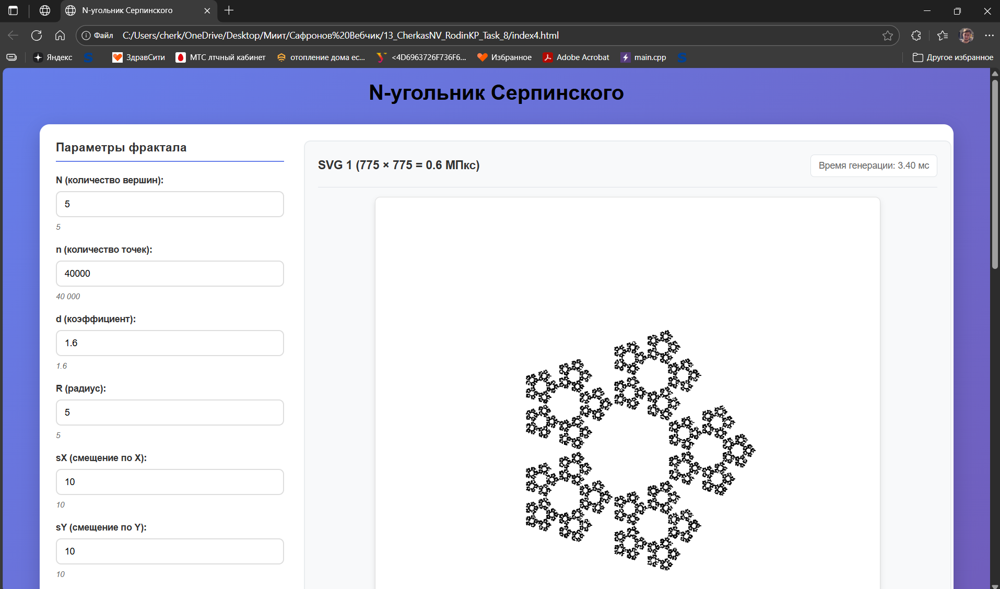 N-угольник Серпинского
Файл C:/Users/cherk/OneDrive/Desktop/Миит/Сафронов%20Вебчик/13_CherkasNV_RodinKP_Task_8/index4.html
Яндекс ЗдравСити МТС лтчный кабинет отопление дома ес... <4D6963726F736F6... Избранное Adobe Acrobat main.cpp Другое избранное
N-угольник Серпинского
Параметры фрактала
N (количество вершин):
5
5
n (количество точек):
40000
40 000
d (коэффициент):
1.6
1.6
R (радиус):
5
5
sX (смещение по X):
10
10
sY (смещение по Y):
10
10
SVG 1 (775 × 775 = 0.6 МПкс)
Время генерации: 3.40 мс